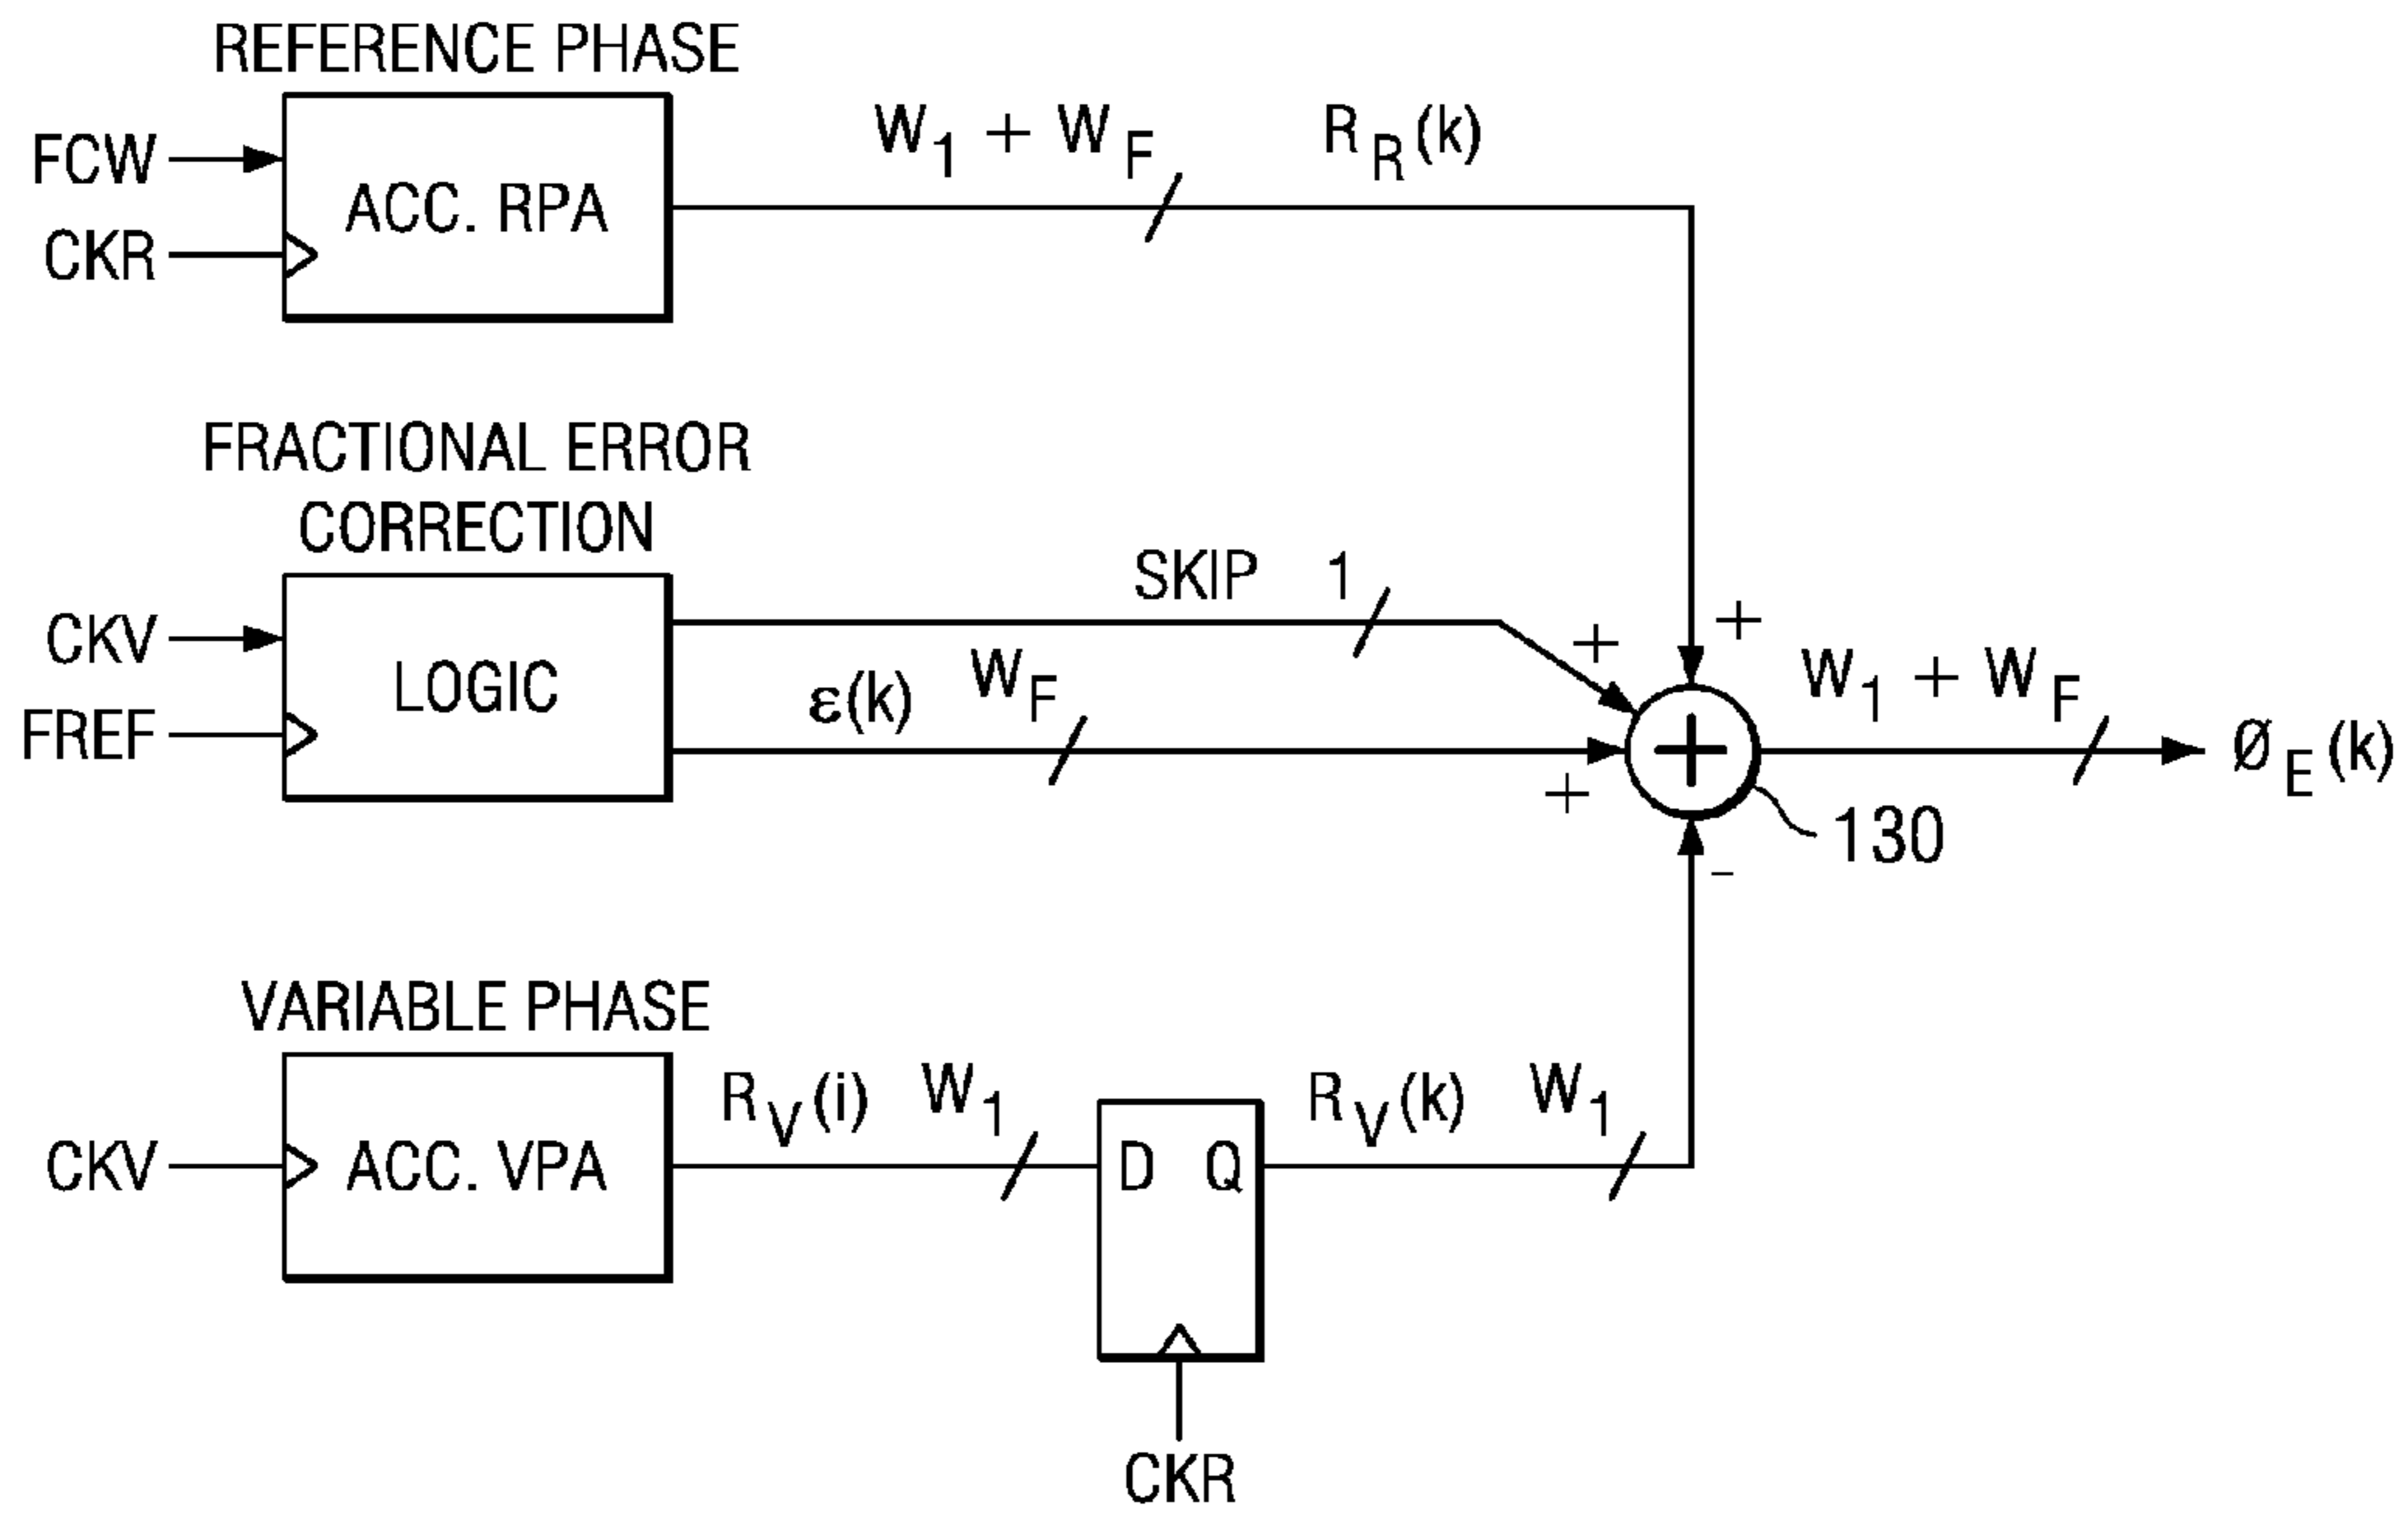 REFERENCE PHASE
FCW
CKR
ACC. RPA
W1 + WF
RR(k)
FRACTIONAL ERROR
CORRECTION
CKV
FREF
LOGIC
SKIP 1
ε(k) WF
+
+
+
-
+
W1 + WF
ØE(k)
130
VARIABLE PHASE
CKV
ACC. VPA
RV(i) W1
D Q
RV(k) W1
CKR